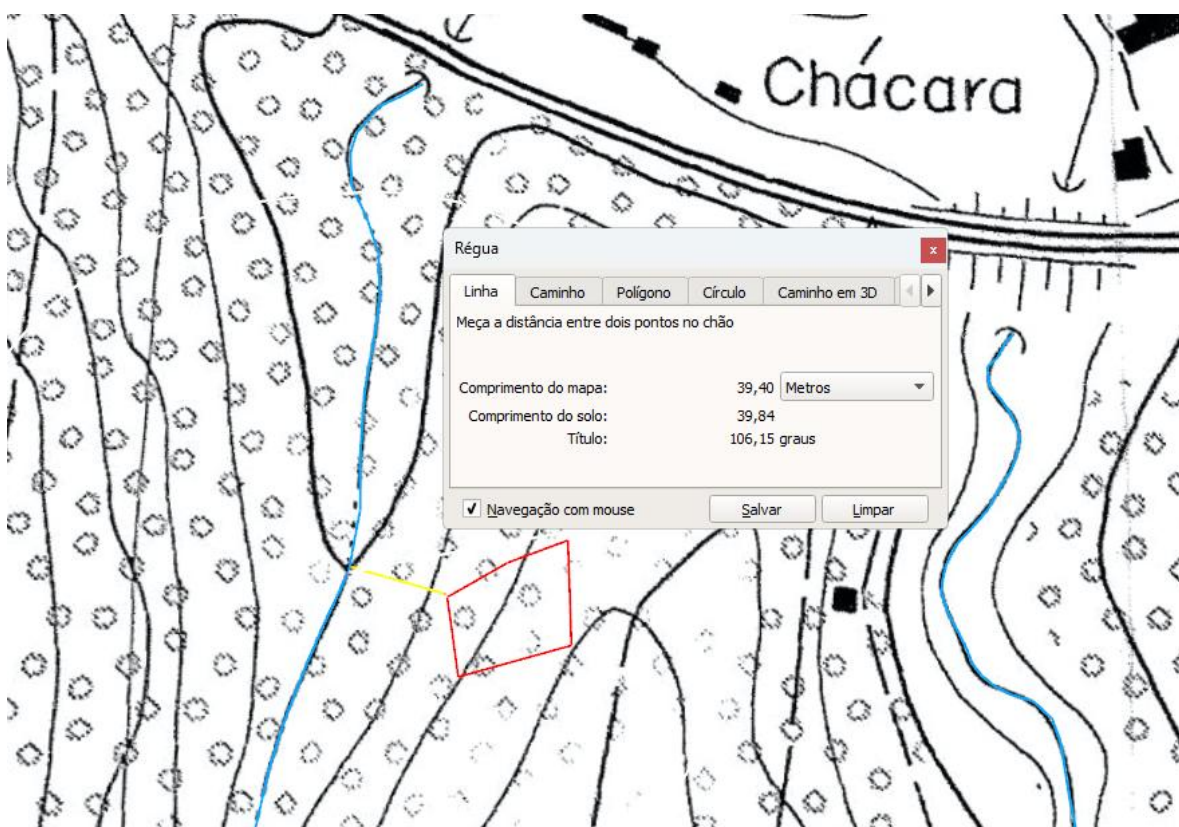 Chácara
Régua
x
Linha Caminho Polígono Círculo Caminho em 3D
Meça a distância entre dois pontos no chão
Comprimento do mapa: 39,40 Metros
Comprimento do solo: 39,84
Título: 106,15 graus
Navegação com mouse Salvar Limpar